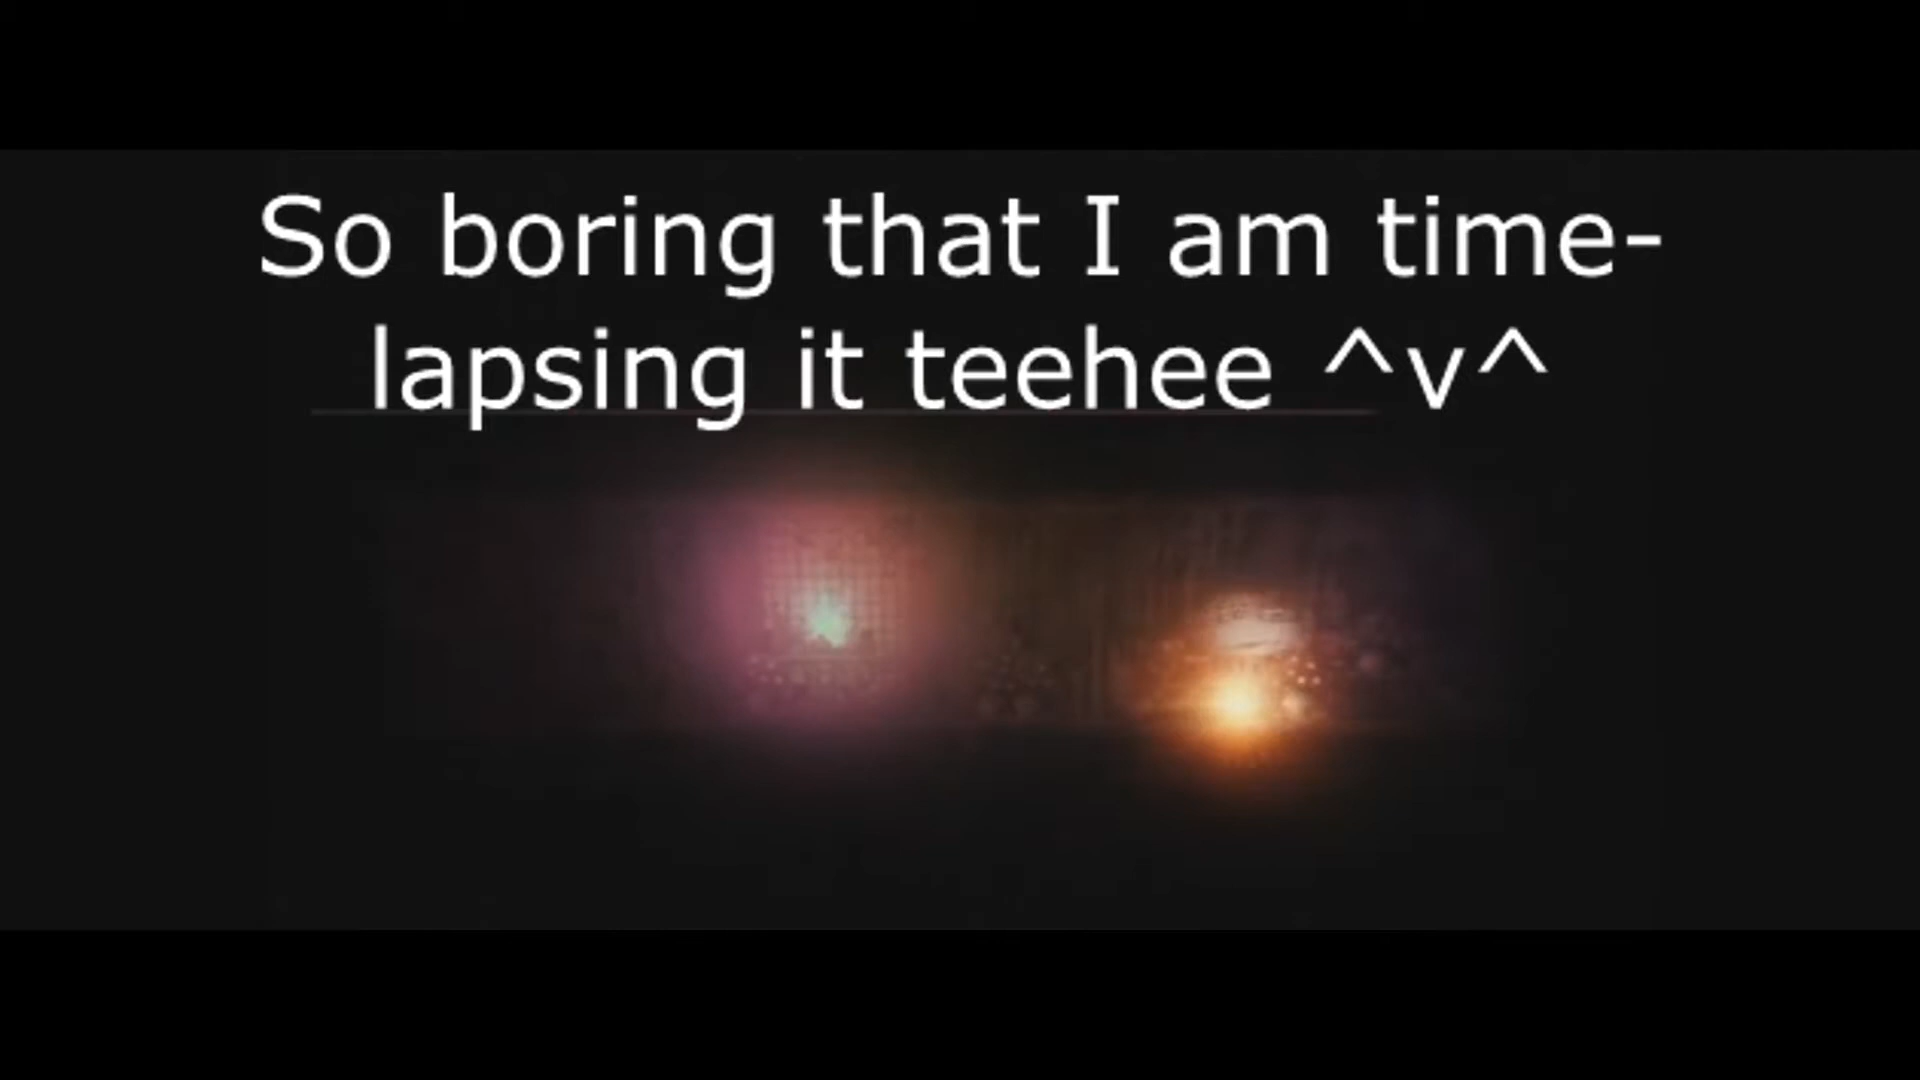 So boring that I am time-
lapsing it teehee ^v^